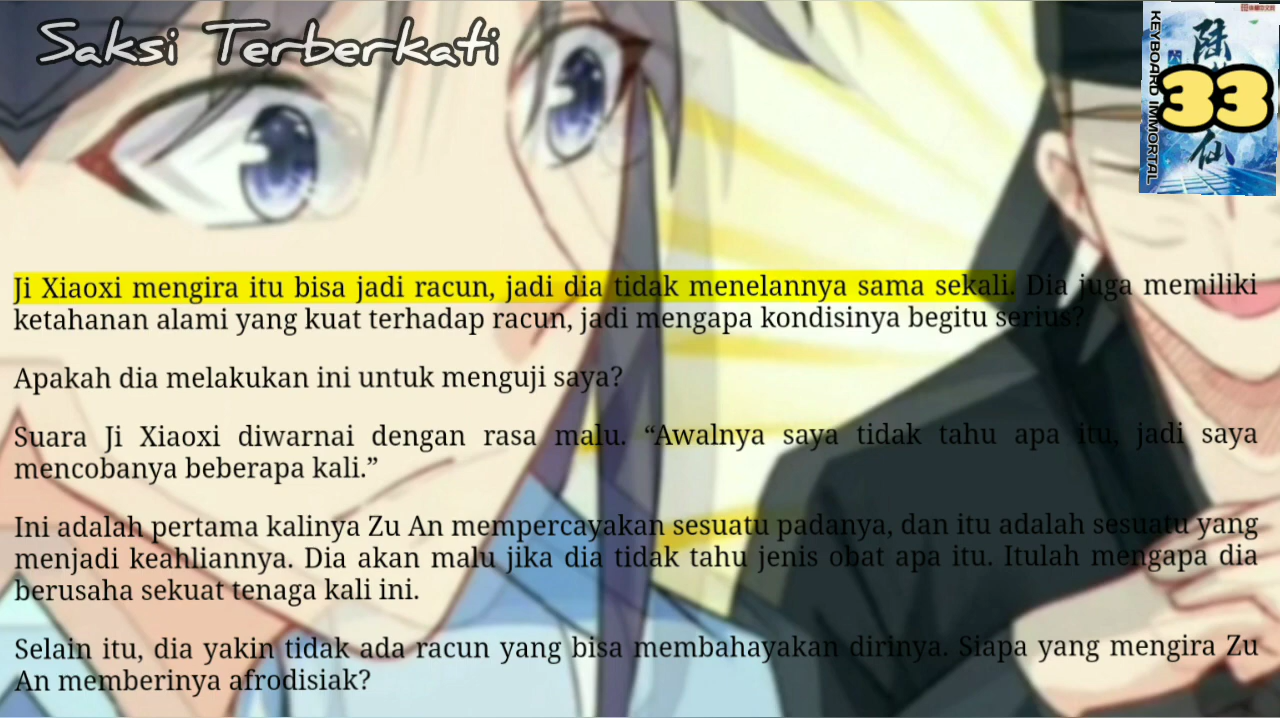 Saksi Terberkati
KEYBOARD IMMORTAL
陆
33
仙
Ji Xiaoxi mengira itu bisa jadi racun, jadi dia tidak menelannya sama sekali. Dia juga memiliki
ketahanan alami yang kuat terhadap racun, jadi mengapa kondisinya begitu serius?
Apakah dia melakukan ini untuk menguji saya?
Suara Ji Xiaoxi diwarnai dengan rasa malu. “Awalnya saya tidak tahu apa itu, jadi saya
mencobanya beberapa kali.”
Ini adalah pertama kalinya Zu An mempercayakan sesuatu padanya, dan itu adalah sesuatu yang
menjadi keahliannya. Dia akan malu jika dia tidak tahu jenis obat apa itu. Itulah mengapa dia
berusaha sekuat tenaga kali ini.
Selain itu, dia yakin tidak ada racun yang bisa membahayakan dirinya. Siapa yang mengira Zu
An memberinya afrodisiak?